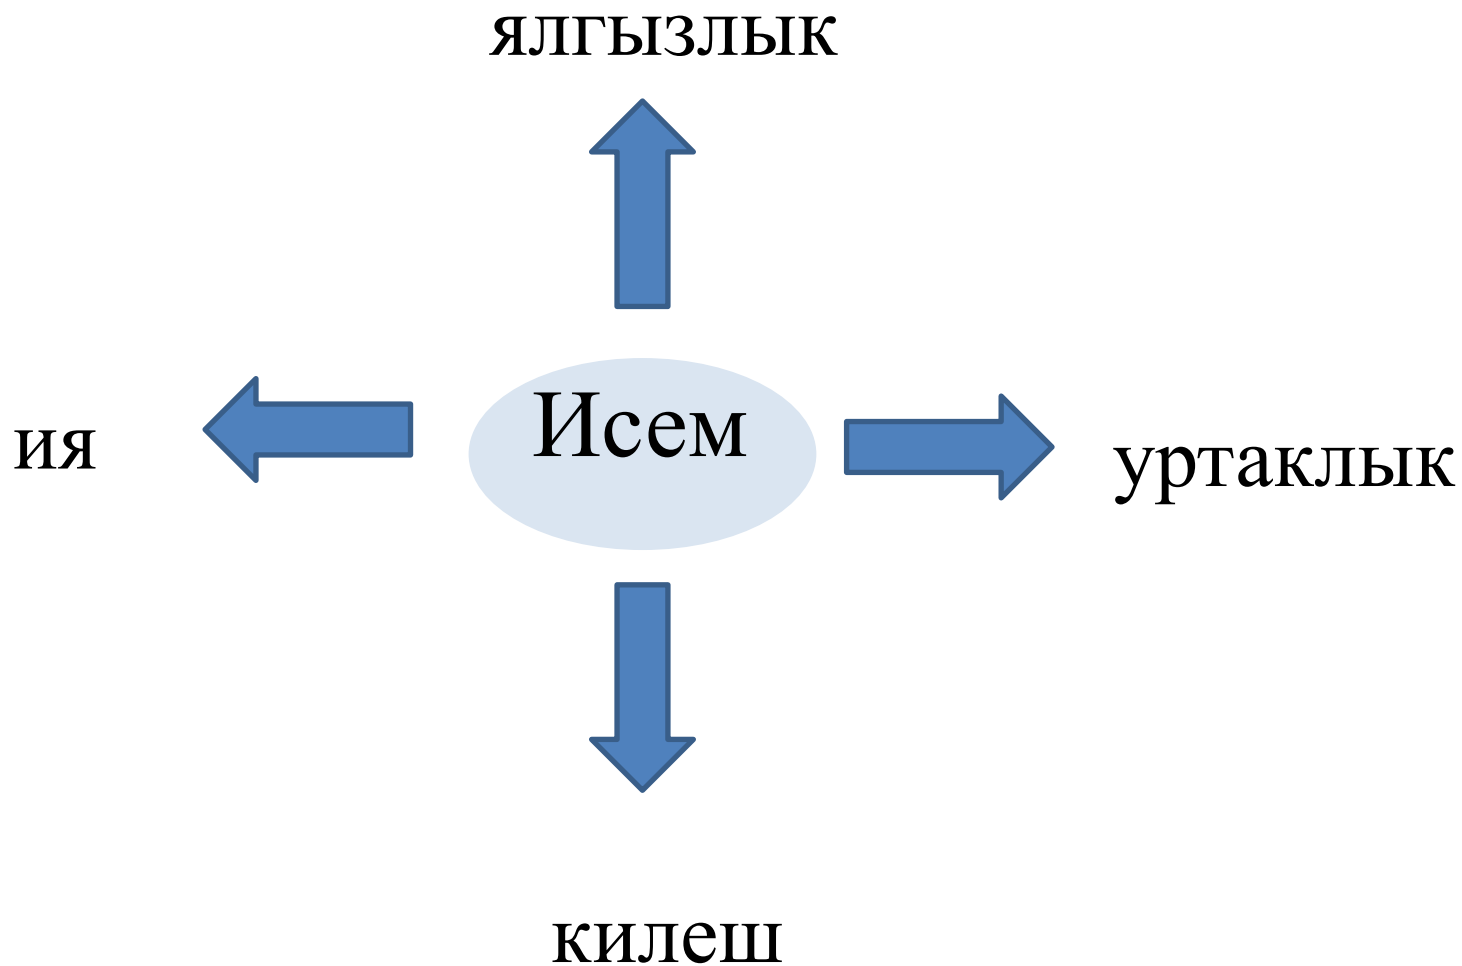 ялгызлык
ия
Исем
уртаклык
килеш